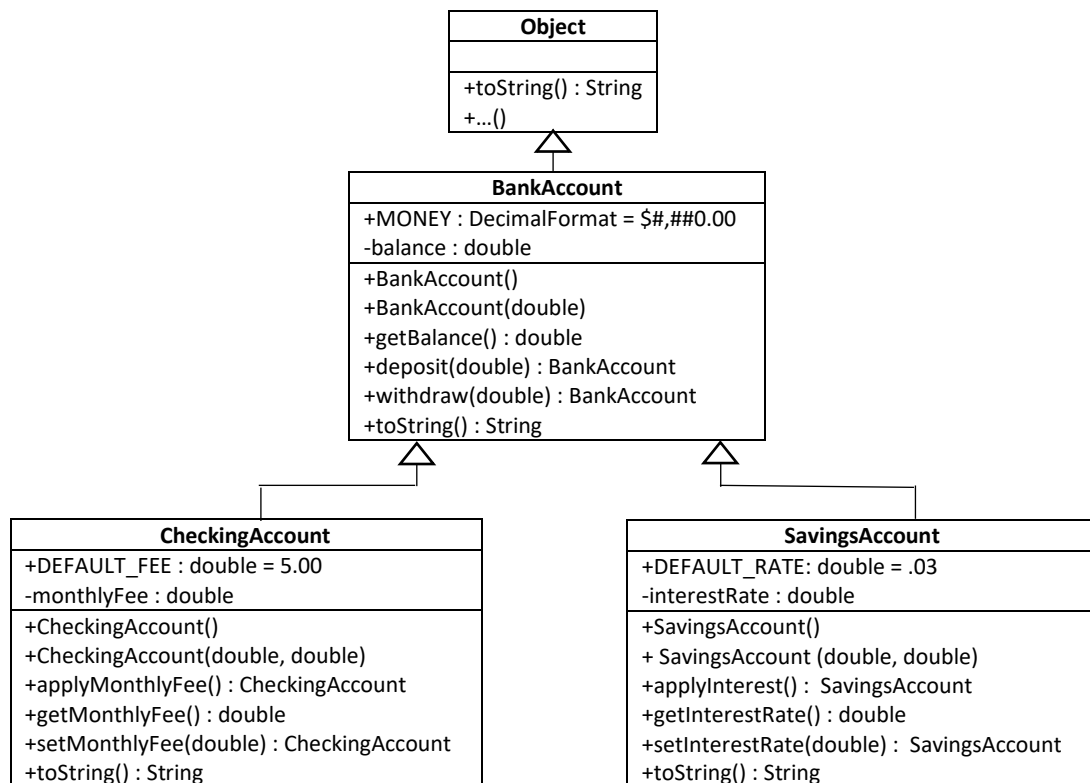 Object
+toString() : String
+...()
BankAccount
+MONEY : DecimalFormat = $#,##0.00
-balance : double
+BankAccount()
+BankAccount(double)
+getBalance() : double
+deposit(double) : BankAccount
+withdraw(double) : BankAccount
+toString() : String
CheckingAccount
+DEFAULT_FEE : double = 5.00
-monthlyFee : double
+CheckingAccount()
+CheckingAccount(double, double)
+applyMonthlyFee() : CheckingAccount
+getMonthlyFee() : double
+setMonthlyFee(double) : CheckingAccount
+toString() : String
SavingsAccount
+DEFAULT_RATE: double = .03
-interestRate : double
+SavingsAccount()
+ SavingsAccount (double, double)
+applyInterest() :  SavingsAccount
+getInterestRate() : double
+setInterestRate(double) :  SavingsAccount
+toString() : String